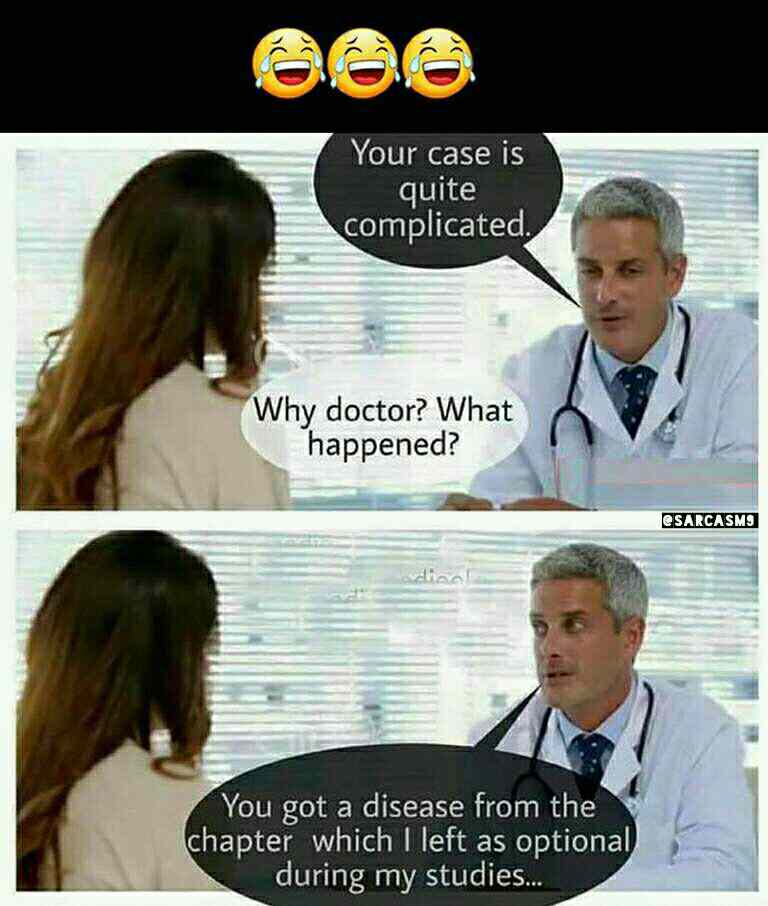 Your case is
quite
complicated.
Why doctor? What
happened?
@SARCASM9
You got a disease from the
chapter which I left as optional
during my studies...